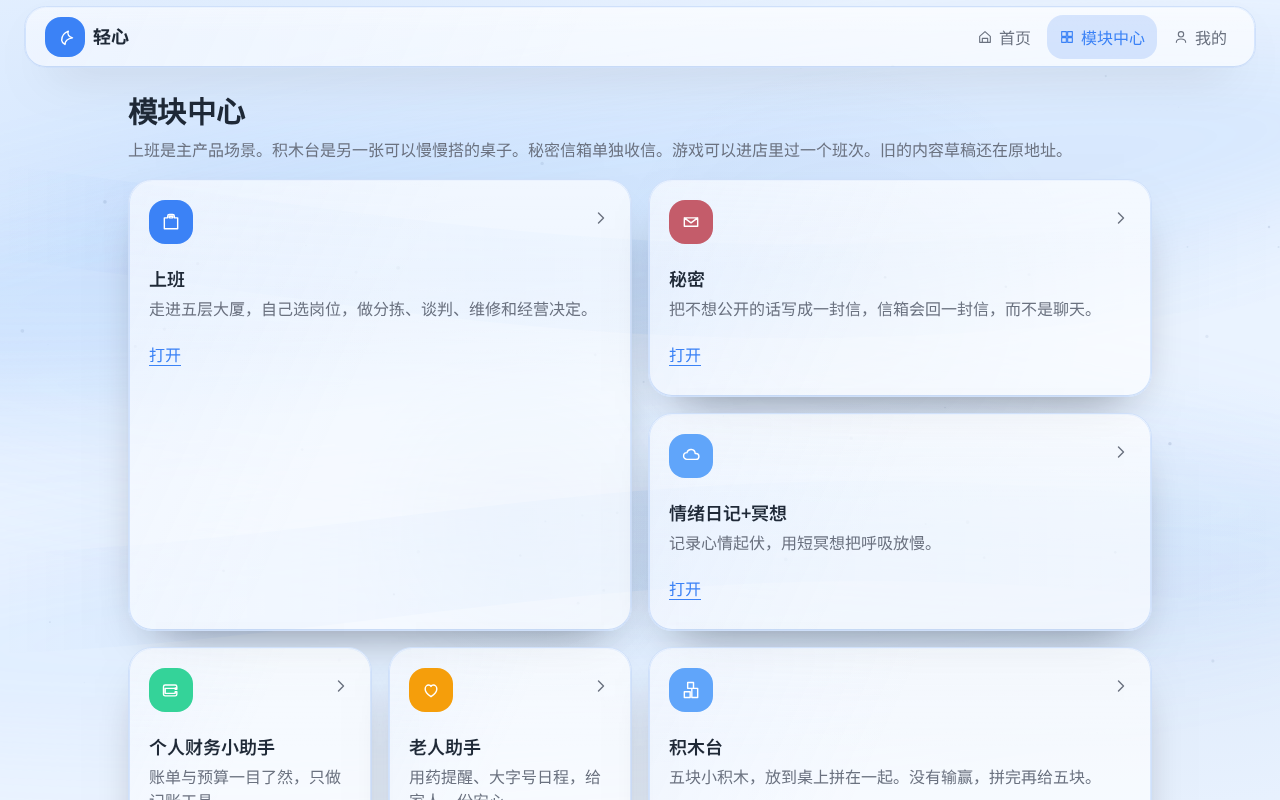 轻心
首页
模块中心
我的
模块中心
上班是主产品场景。积木台是另一张可以慢慢搭的桌子。秘密信箱单独收信。游戏可以进店里过一个班次。旧的内容草稿还在原地址。
上班
走进五层大厦，自己选岗位，做分拣、谈判、维修和经营决定。
打开
秘密
把不想公开的话写成一封信，信箱会回一封信，而不是聊天。
打开
情绪日记+冥想
记录心情起伏，用短冥想把呼吸放慢。
打开
个人财务小助手
账单与预算一目了然，只做
记账工具
老人助手
用药提醒、大字号日程，给
家人一份安心
积木台
五块小积木，放到桌上拼在一起。没有输赢，拼完再给五块。